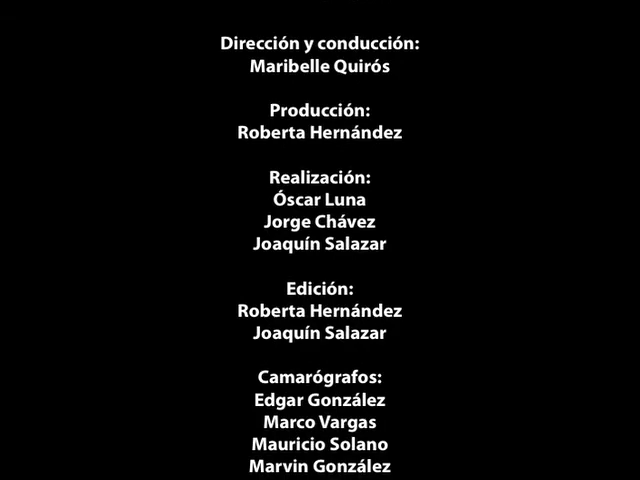 Dirección y conducción:
Maribelle Quirós
Producción:
Roberta Hernández
Realización:
Óscar Luna
Jorge Chávez
Joaquín Salazar
Edición:
Roberta Hernández
Joaquín Salazar
Camarógrafos:
Edgar González
Marco Vargas
Mauricio Solano
Marvin González